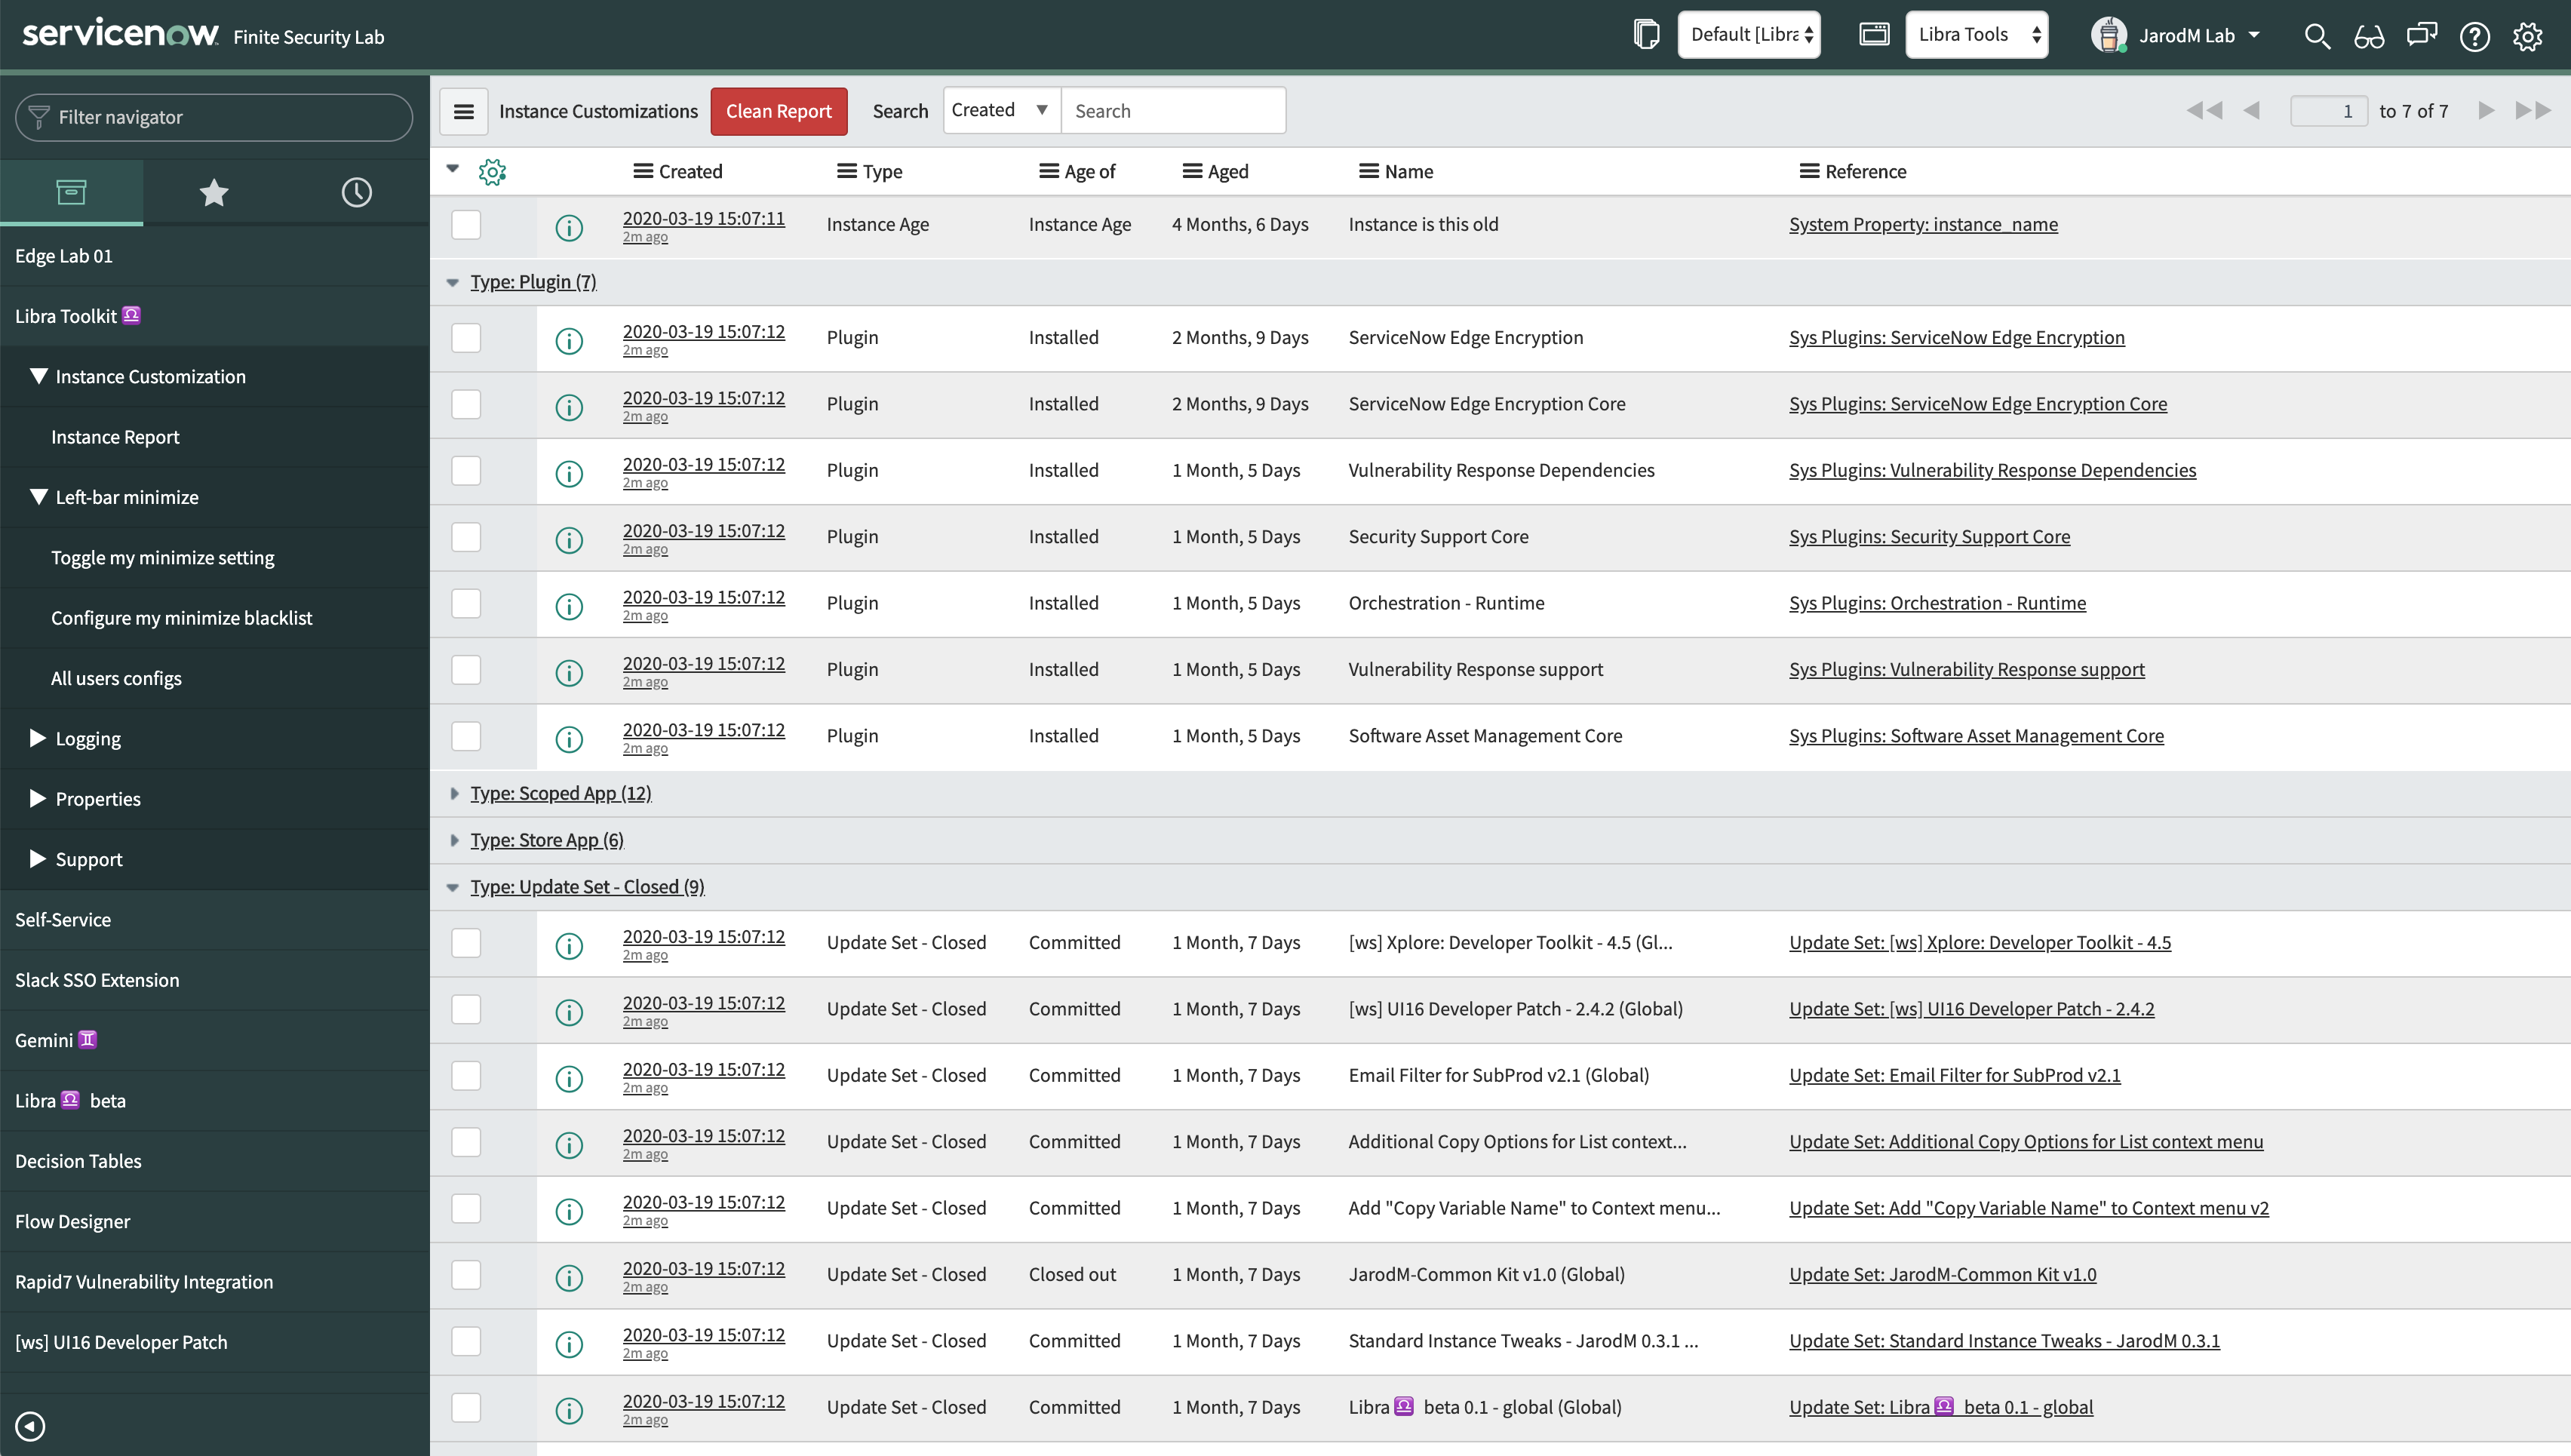 servicenow Finite Security Lab
Default [Libra
Libra Tools
JarodM Lab
Filter navigator
Edge Lab 01
Libra Toolkit ♎
Instance Customization
Instance Report
Left-bar minimize
Toggle my minimize setting
Configure my minimize blacklist
All users configs
Logging
Properties
Support
Self-Service
Slack SSO Extension
Gemini ♊
Libra ♎ beta
Decision Tables
Flow Designer
Rapid7 Vulnerability Integration
[ws] UI16 Developer Patch
Instance Customizations Clean Report Search Created Search 1 to 7 of 7
Created Type Age of Aged Name Reference
2020-03-19 15:07:11 Instance Age Instance Age 4 Months, 6 Days Instance is this old System Property: instance_name
2m ago
Type: Plugin (7)
2020-03-19 15:07:12 Plugin Installed 2 Months, 9 Days ServiceNow Edge Encryption Sys Plugins: ServiceNow Edge Encryption
2m ago
2020-03-19 15:07:12 Plugin Installed 2 Months, 9 Days ServiceNow Edge Encryption Core Sys Plugins: ServiceNow Edge Encryption Core
2m ago
2020-03-19 15:07:12 Plugin Installed 1 Month, 5 Days Vulnerability Response Dependencies Sys Plugins: Vulnerability Response Dependencies
2m ago
2020-03-19 15:07:12 Plugin Installed 1 Month, 5 Days Security Support Core Sys Plugins: Security Support Core
2m ago
2020-03-19 15:07:12 Plugin Installed 1 Month, 5 Days Orchestration - Runtime Sys Plugins: Orchestration - Runtime
2m ago
2020-03-19 15:07:12 Plugin Installed 1 Month, 5 Days Vulnerability Response support Sys Plugins: Vulnerability Response support
2m ago
2020-03-19 15:07:12 Plugin Installed 1 Month, 5 Days Software Asset Management Core Sys Plugins: Software Asset Management Core
2m ago
Type: Scoped App (12)
Type: Store App (6)
Type: Update Set - Closed (9)
2020-03-19 15:07:12 Update Set - Closed Committed 1 Month, 7 Days [ws] Xplore: Developer Toolkit - 4.5 (Gl... Update Set: [ws] Xplore: Developer Toolkit - 4.5
2m ago
2020-03-19 15:07:12 Update Set - Closed Committed 1 Month, 7 Days [ws] UI16 Developer Patch - 2.4.2 (Global) Update Set: [ws] UI16 Developer Patch - 2.4.2
2m ago
2020-03-19 15:07:12 Update Set - Closed Committed 1 Month, 7 Days Email Filter for SubProd v2.1 (Global) Update Set: Email Filter for SubProd v2.1
2m ago
2020-03-19 15:07:12 Update Set - Closed Committed 1 Month, 7 Days Additional Copy Options for List context... Update Set: Additional Copy Options for List context menu
2m ago
2020-03-19 15:07:12 Update Set - Closed Committed 1 Month, 7 Days Add "Copy Variable Name" to Context menu... Update Set: Add "Copy Variable Name" to Context menu v2
2m ago
2020-03-19 15:07:12 Update Set - Closed Closed out 1 Month, 7 Days JarodM-Common Kit v1.0 (Global) Update Set: JarodM-Common Kit v1.0
2m ago
2020-03-19 15:07:12 Update Set - Closed Committed 1 Month, 7 Days Standard Instance Tweaks - JarodM 0.3.1 ... Update Set: Standard Instance Tweaks - JarodM 0.3.1
2m ago
2020-03-19 15:07:12 Update Set - Closed Committed 1 Month, 7 Days Libra ♎ beta 0.1 - global (Global) Update Set: Libra ♎ beta 0.1 - global
2m ago